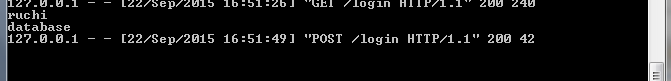 127.0.0.1 - - [22/Sep/2015 16:51:26] "GET /login HTTP/1.1" 200 240
ruchi
database
127.0.0.1 - - [22/Sep/2015 16:51:49] "POST /login HTTP/1.1" 200 42